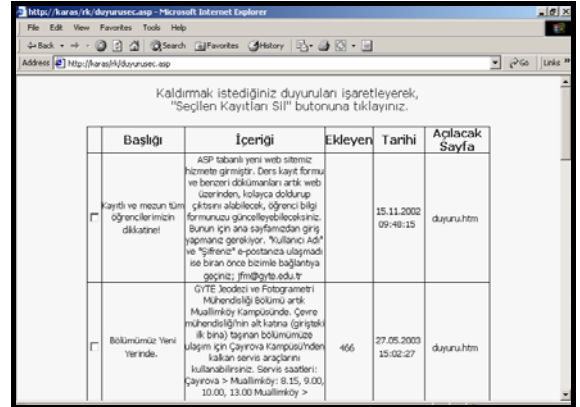 http://karas/rk/duyurusec.asp - Microsoft Internet Explorer
File Edit View Favorites Tools Help
Back Search Favorites History
Address http://karas/rk/duyurusec.asp Go Links
Kaldırmak istediğiniz duyuruları işaretleyerek,
"Seçilen Kayıtları Sil" butonuna tıklayınız.
Başlığı İçeriği Ekleyen Tarihi Açılacak Sayfa
Kayıtlı ve mezun tüm
öğrencilerimizin
dikkatine!
ASP tabanlı yeni web sitemiz
hizmete girmiştir. Ders kayıt formu
ve benzeri dökümanları artık web
üzerinden, kolayca doldurup
çıktısını alabilecek, öğrenci bilgi
formunuzu güncelleyebileceksiniz.
Bunun için ana sayfamızdan giriş
yapmanız gerekiyor. "Kullanıcı Adı"
ve "Şifreniz" e-postanıza ulaşmadı
ise biran önce bizimle bağlantıya
geçiniz; jfm@gyte.edu.tr
15.11.2002
09:48:15
duyuru.htm
Bölümümüz Yeni
Yerinde.
GYTE Jeodezi ve Fotogrametri
Mühendisliği Bölümü artık
Muallimköy Kampüsünde. Çevre
mühendisliği'nin alt katına (girişteki
ilk bina) taşınan bölümümüze
ulaşım için Çayırova Kampüsü'nden
kalkan servis araçlarını
kullanabilirsiniz. Servis saatleri:
Çayırova > Muallimköy: 8.15, 9.00,
10.00, 13.00 Muallimköy >
466
27.05.2003
15:02:27
duyuru.htm